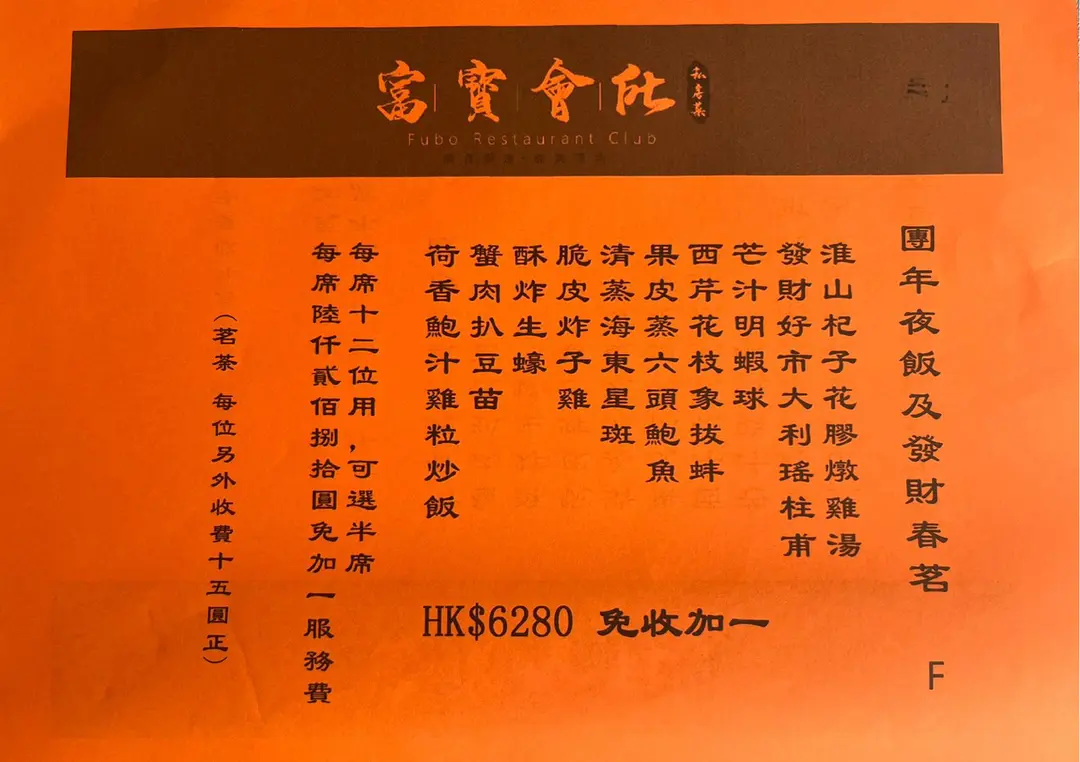 富寶會所
私房菜
Fubo Restaurant Club
團年夜飯及發財春茗
淮山杞子花膠燉雞湯
發財好市大利瑤柱甫
芒汁明蝦球
西芹花枝象拔蚌
果皮蒸六頭鮑魚
清蒸海東星斑
脆皮炸子雞
酥炸生蠔
蟹肉扒豆苗
荷香鮑汁雞粒炒飯
HK$6280 免收加一
每席十二位用，可選半席
每席陸仟貳佰捌拾圓免加一服務費
（茗茶 每位另外收費十五圓正）
F